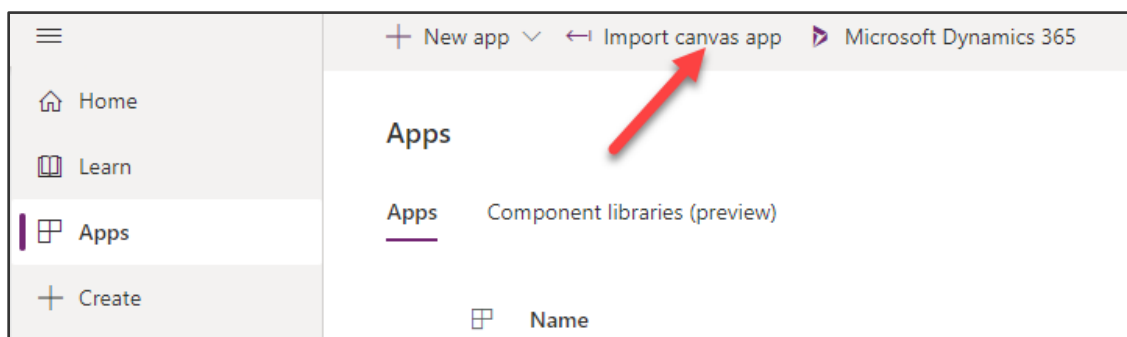 New app
Import canvas app
Microsoft Dynamics 365
Home
Learn
Apps
Create
Apps
Apps
Component libraries (preview)
Name